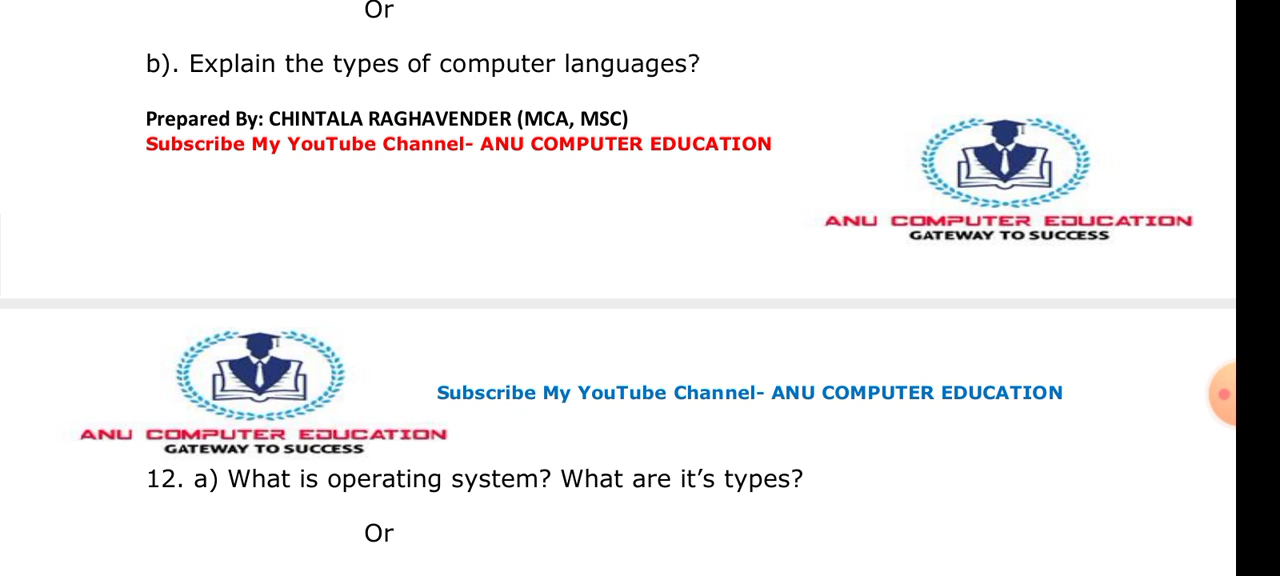 Or
b). Explain the types of computer languages?
Prepared By: CHINTALA RAGHAVENDER (MCA, MSC)
Subscribe My YouTube Channel- ANU COMPUTER EDUCATION
ANU COMPUTER EDUCATION
GATEWAY TO SUCCESS
Subscribe My YouTube Channel- ANU COMPUTER EDUCATION
ANU COMPUTER EDUCATION
GATEWAY TO SUCCESS
12. a) What is operating system? What are it’s types?
Or